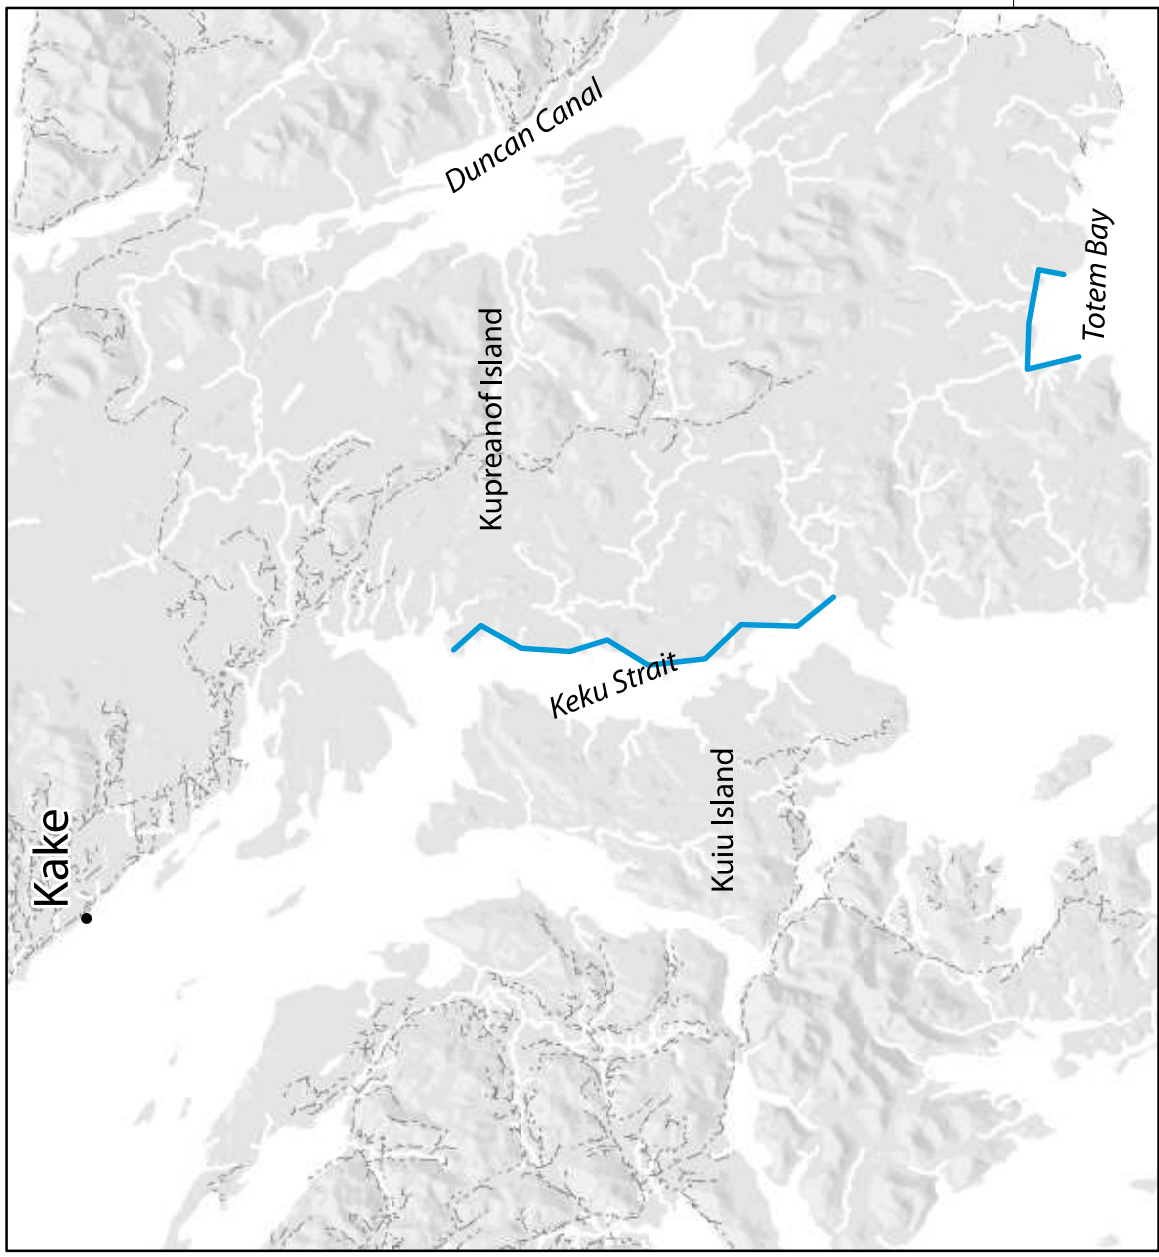 Duncan Canal
Totem Bay
Kupreanof Island
Keku Strait
Kuiu Island
Kake